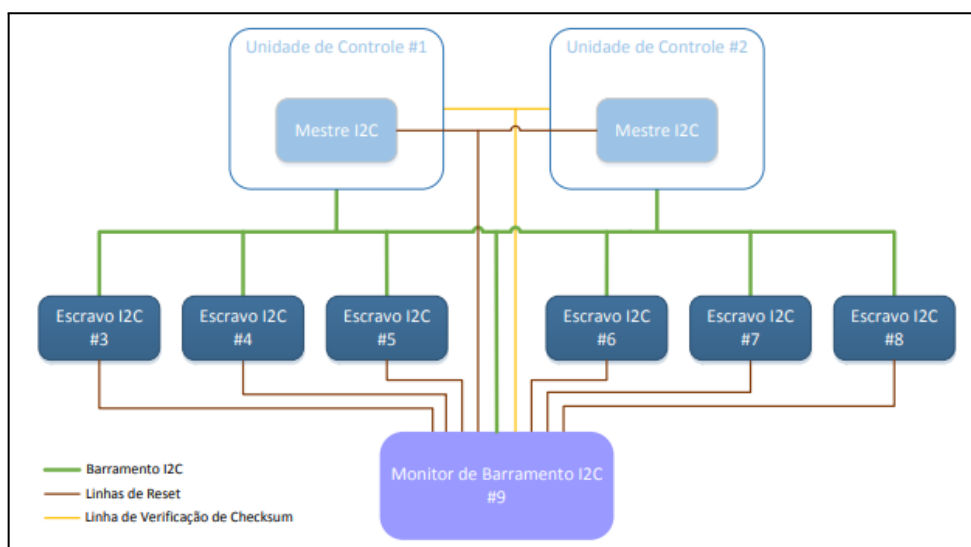 Unidade de Controle #1
Unidade de Controle #2
Mestre I2C
Mestre I2C
Escravo I2C
#3
Escravo I2C
#4
Escravo I2C
#5
Escravo I2C
#6
Escravo I2C
#7
Escravo I2C
#8
Monitor de Barramento I2C
#9
Barramento I2C
Linhas de Reset
Linha de Verificação de Checksum